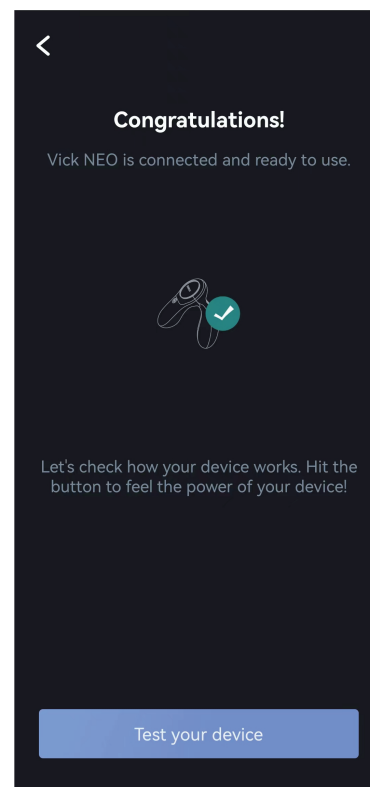 Congratulations!
Vick NEO is connected and ready to use.
Let's check how your device works. Hit the
button to feel the power of your device!
Test your device